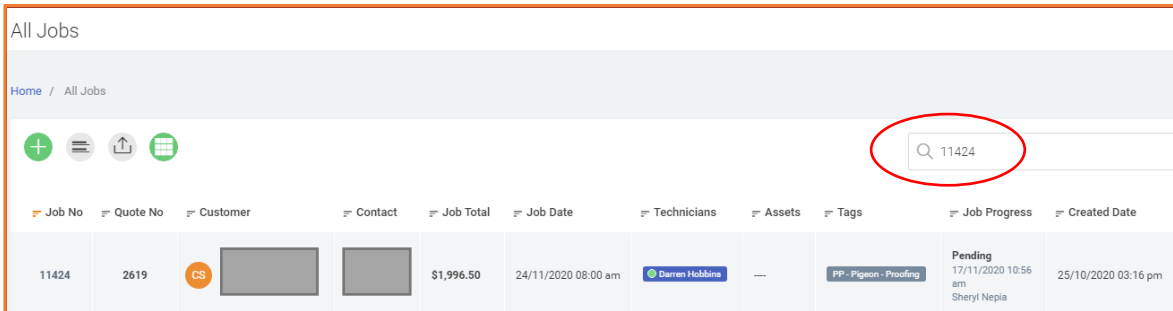 All Jobs
Home / All Jobs
11424
Job No Quote No Customer Contact Job Total Job Date Technicians Assets Tags Job Progress Created Date
11424 2619 CS $1,996.50 24/11/2020 08:00 am Darren Hobbins ---- PP - Pigeon - Proofing Pending 25/10/2020 03:16 pm
17/11/2020 10:56
am
Sheryl Nepia